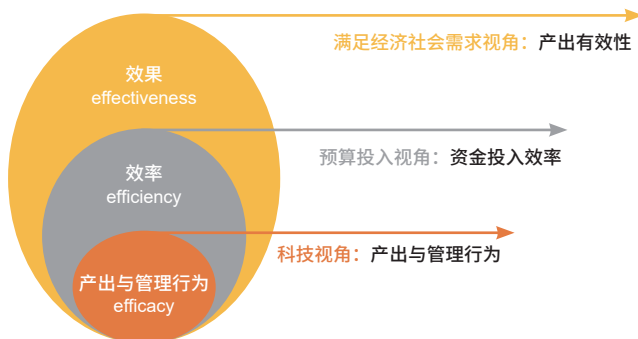 满足经济社会需求视角：产出有效性
效果
effectiveness
预算投入视角：资金投入效率
效率
efficiency
科技视角：产出与管理行为
产出与管理行为
efficacy